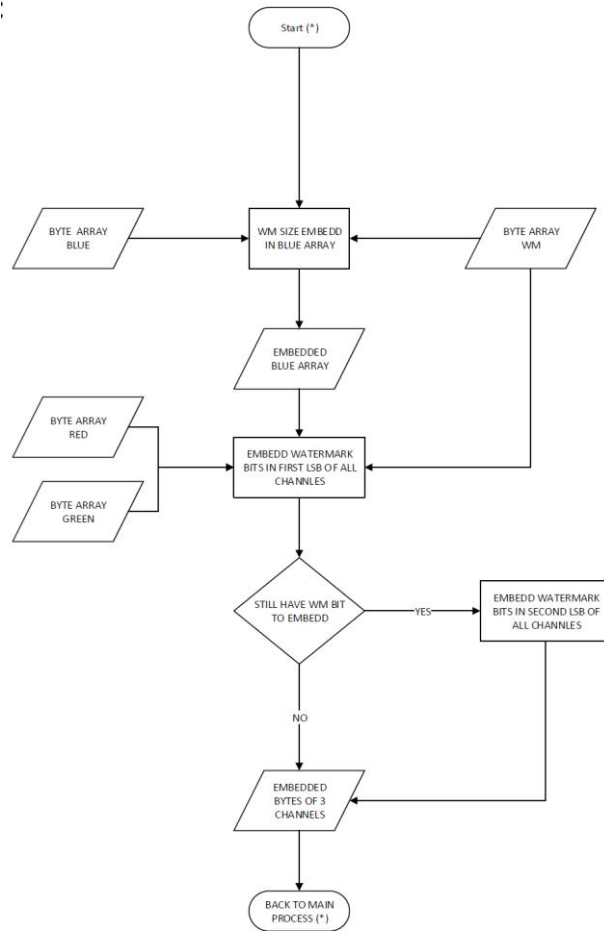 Start (*)
BYTE ARRAY
BLUE
WM SIZE EMBEDD
IN BLUE ARRAY
BYTE ARRAY
WM
EMBEDDED
BLUE ARRAY
BYTE ARRAY
RED
EMBEDD WATERMARK
BITS IN FIRST LSB OF ALL
CHANNLES
BYTE ARRAY
GREEN
STILL HAVE WM BIT
TO EMBEDD
YES
EMBEDD WATERMARK
BITS IN SECOND LSB OF
ALL CHANNLES
NO
EMBEDDED
BYTES OF 3
CHANNELS
BACK TO MAIN
PROCESS (*)